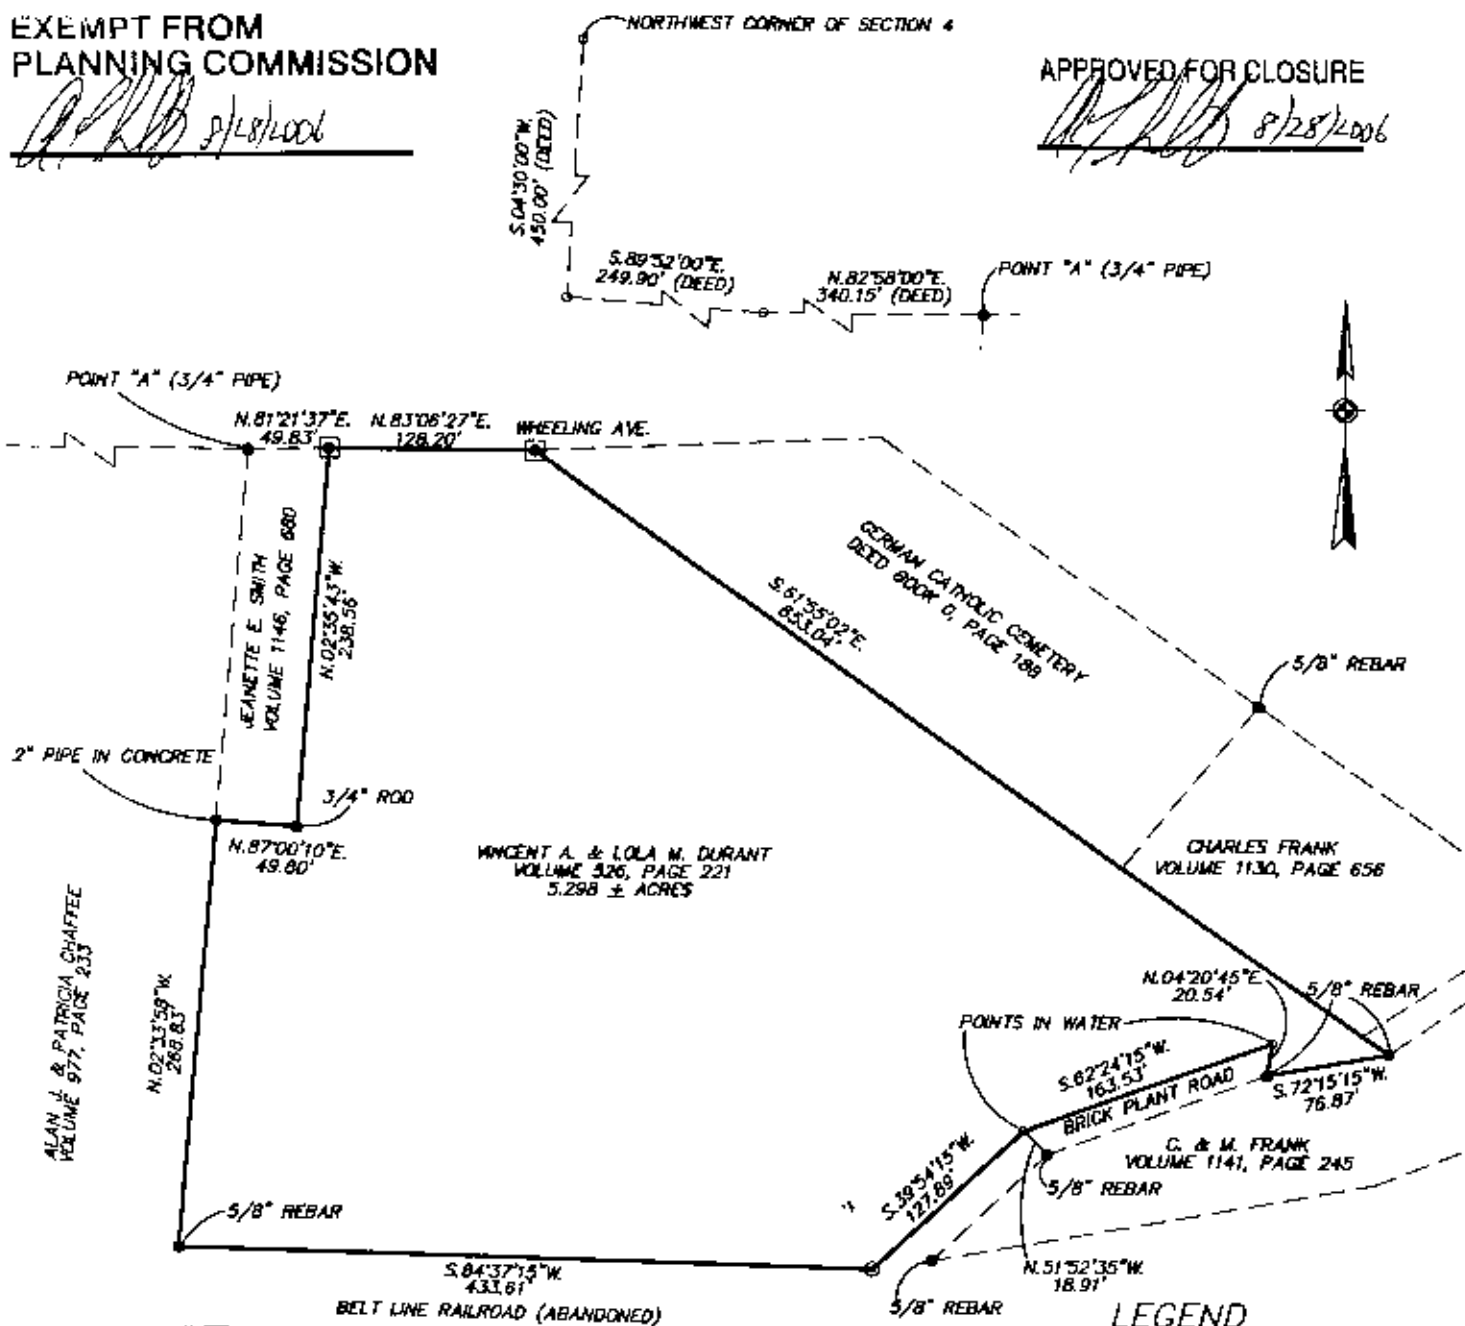 EXEMPT FROM
PLANNING COMMISSION
8/28/2006
NORTHWEST CORNER OF SECTION 4
APPROVED FOR CLOSURE
8/28/2006
S.04°30'00"W.
450.00' (DEED)
S.89°52'00"E.
249.90' (DEED)
N.82°58'00"E.
340.15' (DEED)
POINT "A" (3/4" PIPE)
POINT "A" (3/4" PIPE)
N.81°21'37"E.
49.83'
N.83°06'27"E.
128.20'
WHEELING AVE.
JEANETTE E. SMITH
VOLUME 1146, PAGE 680
N.02°35'43"W.
238.56'
S.61°55'02"E.
853.04'
GERMAN CATHOLIC CEMETERY
DEED BOOK O, PAGE 188
5/8" REBAR
2" PIPE IN CONCRETE
3/4" ROD
N.87°00'10"E.
49.80'
VINCENT A. & LOLA M. DURANT
VOLUME 526, PAGE 221
5.298 ± ACRES
CHARLES FRANK
VOLUME 1130, PAGE 656
ALAN J. & PATRICIA CHAFFEE
VOLUME 977, PAGE 233
N.02°33'58"W.
268.83'
N.04°20'45"E.
20.54'
5/8" REBAR
POINTS IN WATER
S.62°24'15"W.
163.53'
BRICK PLANT ROAD
S.72°15'15"W.
76.87'
C. & M. FRANK
VOLUME 1141, PAGE 245
S.39°54'15"W.
127.89'
5/8" REBAR
5/8" REBAR
S.84°37'15"W.
433.61'
N.51°52'35"W.
18.91'
BELT LINE RAILROAD (ABANDONED)
5/8" REBAR
LEGEND